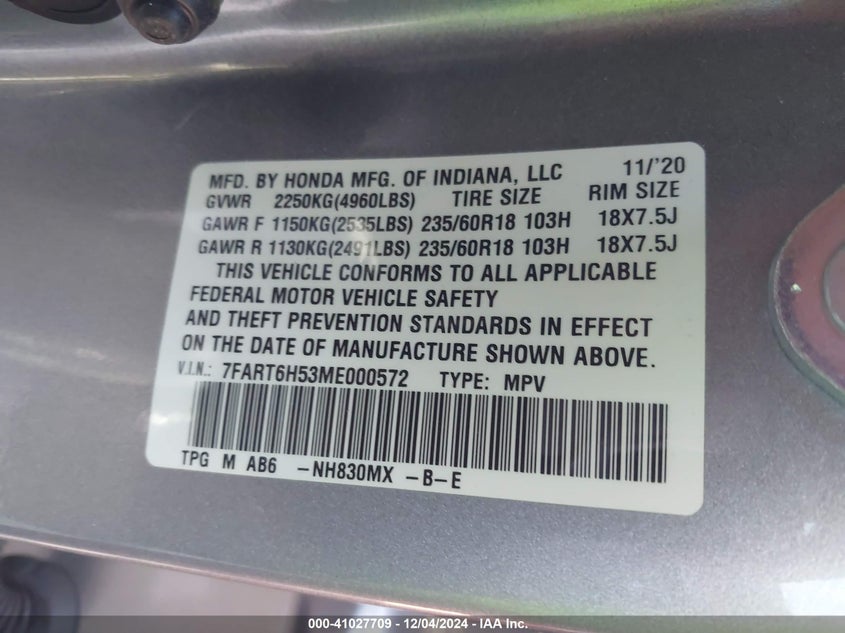 MFD. BY HONDA MFG. OF INDIANA, LLC 11/'20
GVWR 2250KG(4960LBS) TIRE SIZE RIM SIZE
GAWR F 1150KG(2535LBS) 235/60R18 103H 18X7.5J
GAWR R 1130KG(2491LBS) 235/60R18 103H 18X7.5J
THIS VEHICLE CONFORMS TO ALL APPLICABLE
FEDERAL MOTOR VEHICLE SAFETY
AND THEFT PREVENTION STANDARDS IN EFFECT
ON THE DATE OF MANUFACTURE SHOWN ABOVE.
V.I.N.: 7FART6H53ME000572 TYPE: MPV
TPG M AB6 -NH830MX -B-E
000-41027709 - 12/04/2024 - IAA Inc.